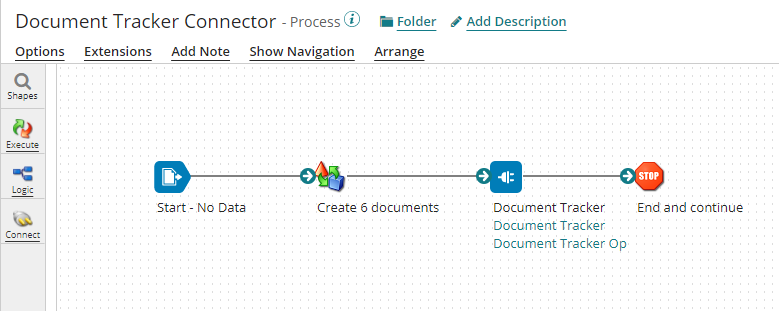 Document Tracker Connector - Process i Folder Add Description
Options Extensions Add Note Show Navigation Arrange
Shapes
Execute
Logic
Connect
STOP
Start - No Data Create 6 documents Document Tracker End and continue
Document Tracker
Document Tracker Op